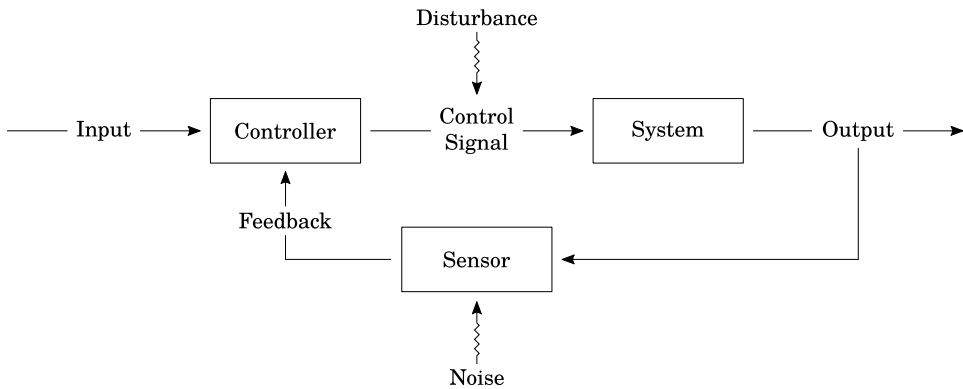 Disturbance
Input
Controller
Control
Signal
System
Output
Feedback
Sensor
Noise